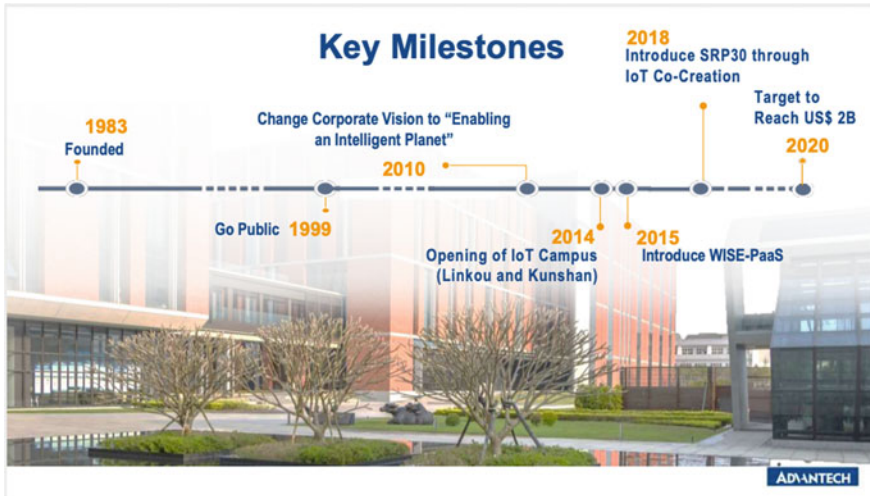 Key Milestones
1983
Founded
Go Public 1999
Change Corporate Vision to “Enabling
an Intelligent Planet”
2010
2014
Opening of IoT Campus
(Linkou and Kunshan)
2015
Introduce WISE-PaaS
2018
Introduce SRP30 through
IoT Co-Creation
Target to
Reach US$ 2B
2020
ADVANTECH